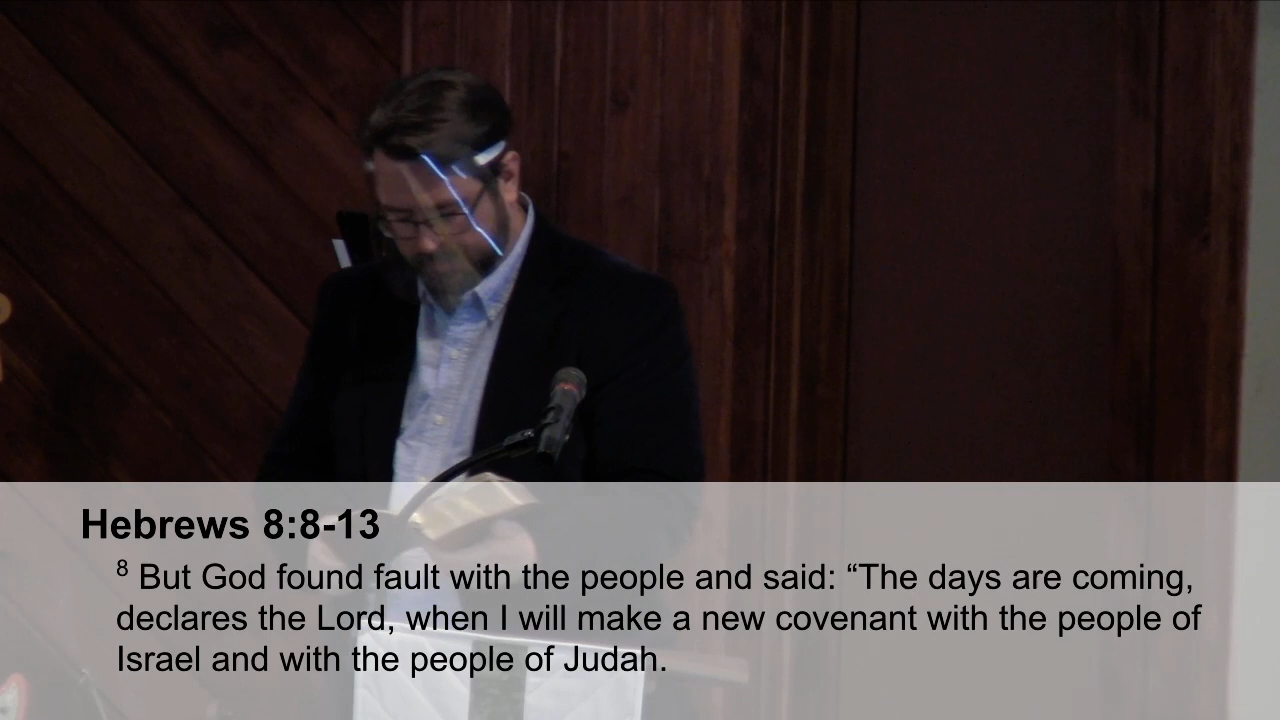 Hebrews 8:8-13
8 But God found fault with the people and said: “The days are coming,
declares the Lord, when I will make a new covenant with the people of
Israel and with the people of Judah.